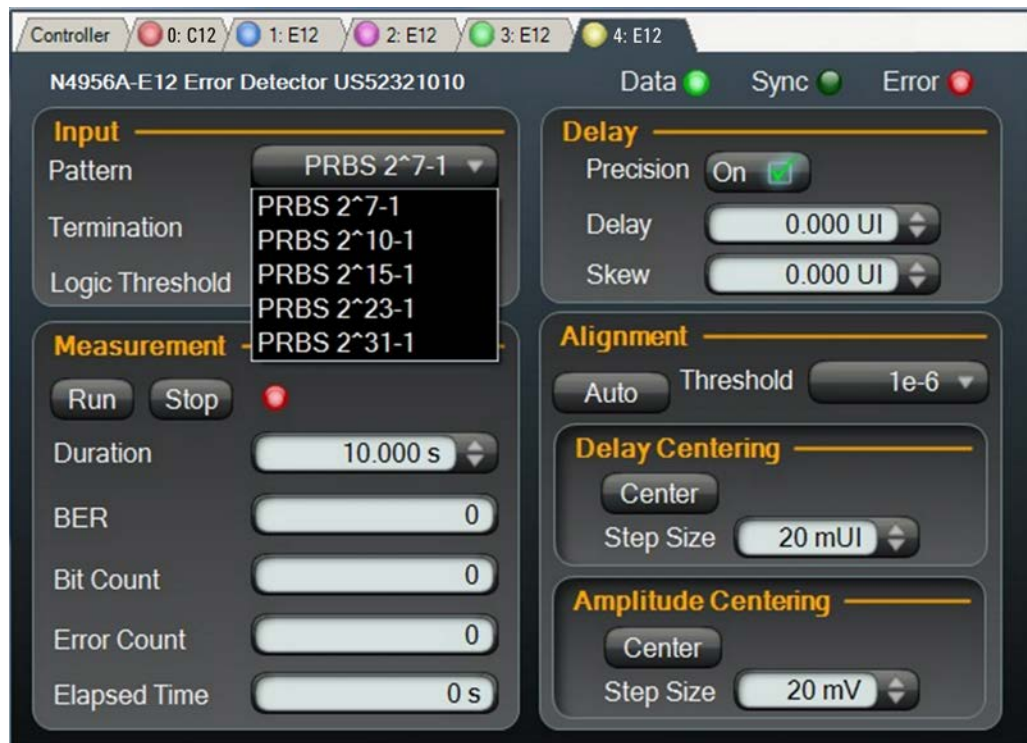 Controller 0: C12 1: E12 2: E12 3: E12 4: E12
N4956A-E12 Error Detector US52321010 Data Sync Error
Input
Pattern PRBS 2^7-1
PRBS 2^7-1
PRBS 2^10-1
PRBS 2^15-1
PRBS 2^23-1
PRBS 2^31-1
Termination
Logic Threshold
Measurement
Run Stop
Duration 10.000 s
BER 0
Bit Count 0
Error Count 0
Elapsed Time 0 s
Delay
Precision On
Delay 0.000 UI
Skew 0.000 UI
Alignment
Auto Threshold 1e-6
Delay Centering
Center
Step Size 20 mUI
Amplitude Centering
Center
Step Size 20 mV